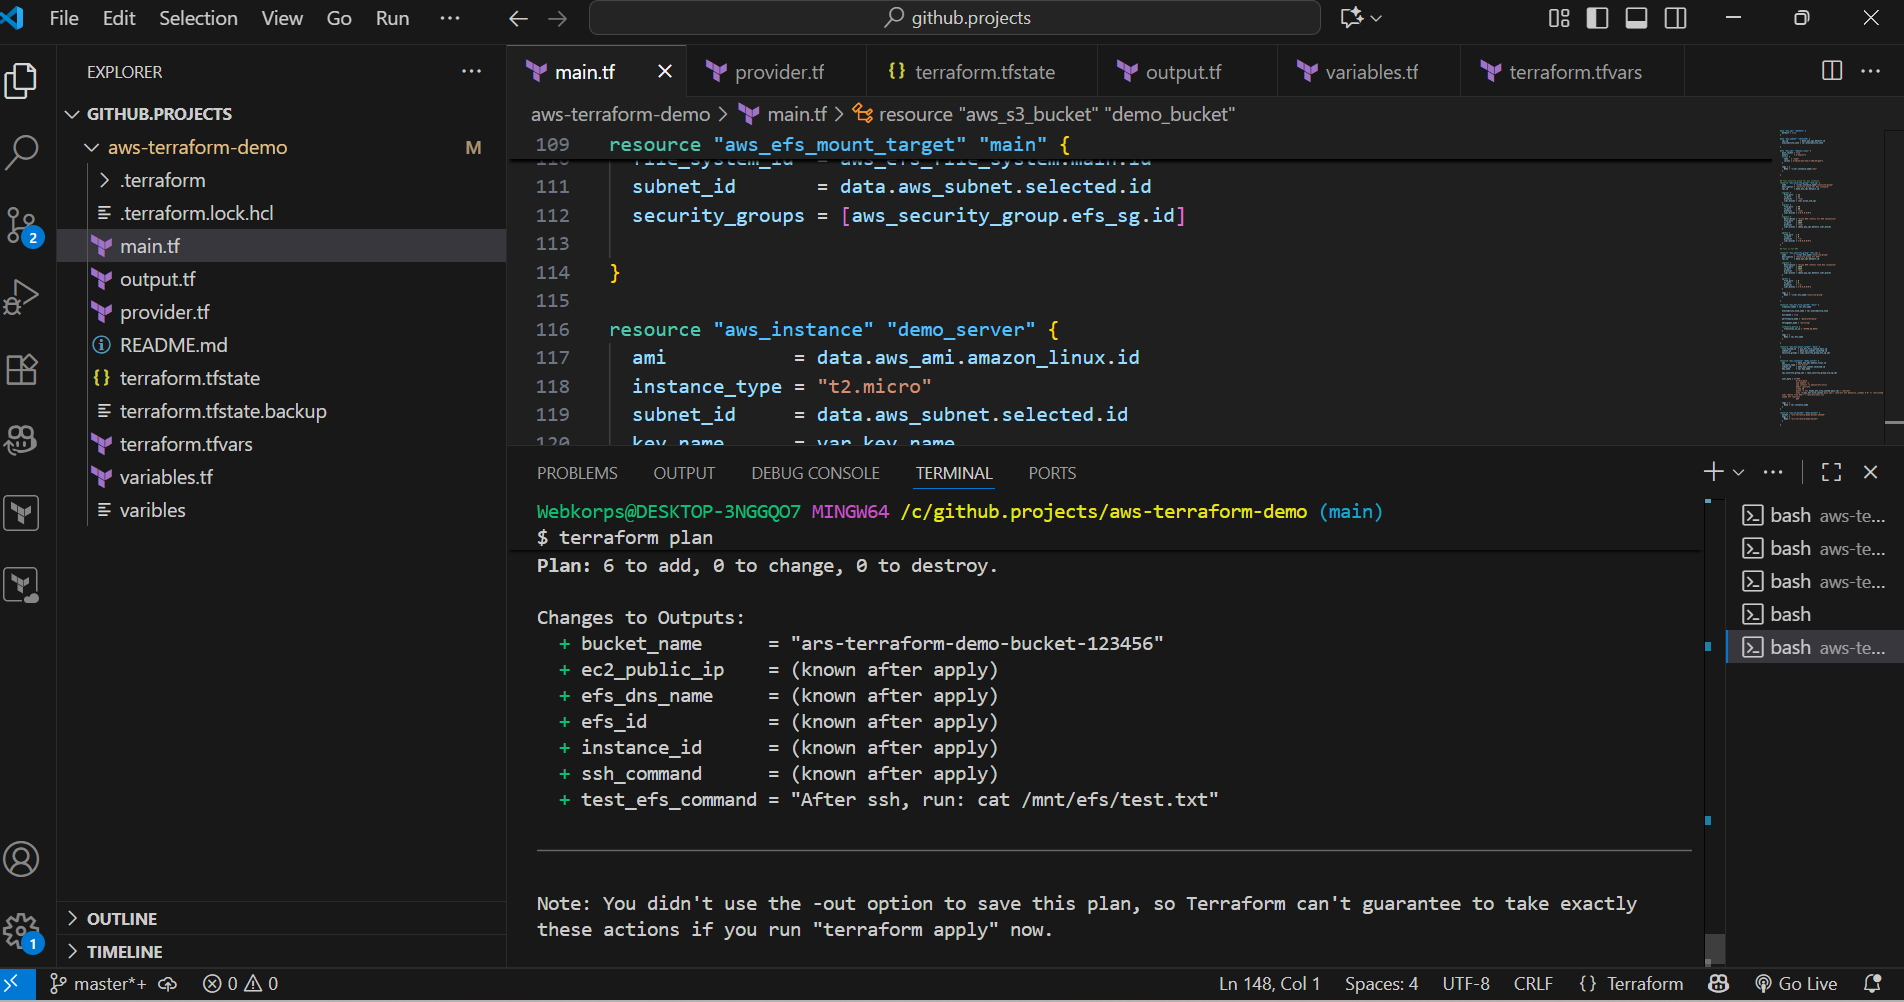 File Edit Selection View Go Run ···
github.projects
EXPLORER
GITHUB.PROJECTS
aws-terraform-demo M
.terraform
.terraform.lock.hcl
main.tf
output.tf
provider.tf
README.md
terraform.tfstate
terraform.tfstate.backup
terraform.tfvars
variables.tf
varibles
OUTLINE
TIMELINE
2
1
main.tf provider.tf {} terraform.tfstate output.tf variables.tf terraform.tfvars
aws-terraform-demo > main.tf > resource "aws_s3_bucket" "demo_bucket"
109 resource "aws_efs_mount_target" "main" {
110 file_system_id = aws_efs_file_system.main.id
111 subnet_id = data.aws_subnet.selected.id
112 security_groups = [aws_security_group.efs_sg.id]
113
114 }
115
116 resource "aws_instance" "demo_server" {
117 ami = data.aws_ami.amazon_linux.id
118 instance_type = "t2.micro"
119 subnet_id = data.aws_subnet.selected.id
120 key_name = var.key_name
PROBLEMS OUTPUT DEBUG CONSOLE TERMINAL PORTS
Webkorps@DESKTOP-3NGGQO7 MINGW64 /c/github.projects/aws-terraform-demo (main)
$ terraform plan
Plan: 6 to add, 0 to change, 0 to destroy.
Changes to Outputs:
+ bucket_name = "ars-terraform-demo-bucket-123456"
+ ec2_public_ip = (known after apply)
+ efs_dns_name = (known after apply)
+ efs_id = (known after apply)
+ instance_id = (known after apply)
+ ssh_command = (known after apply)
+ test_efs_command = "After ssh, run: cat /mnt/efs/test.txt"
Note: You didn't use the -out option to save this plan, so Terraform can't guarantee to take exactly
these actions if you run "terraform apply" now.
bash aws-te...
bash aws-te...
bash aws-te...
bash
bash aws-te...
master*+ 0 0 Ln 148, Col 1 Spaces: 4 UTF-8 CRLF {} Terraform Go Live